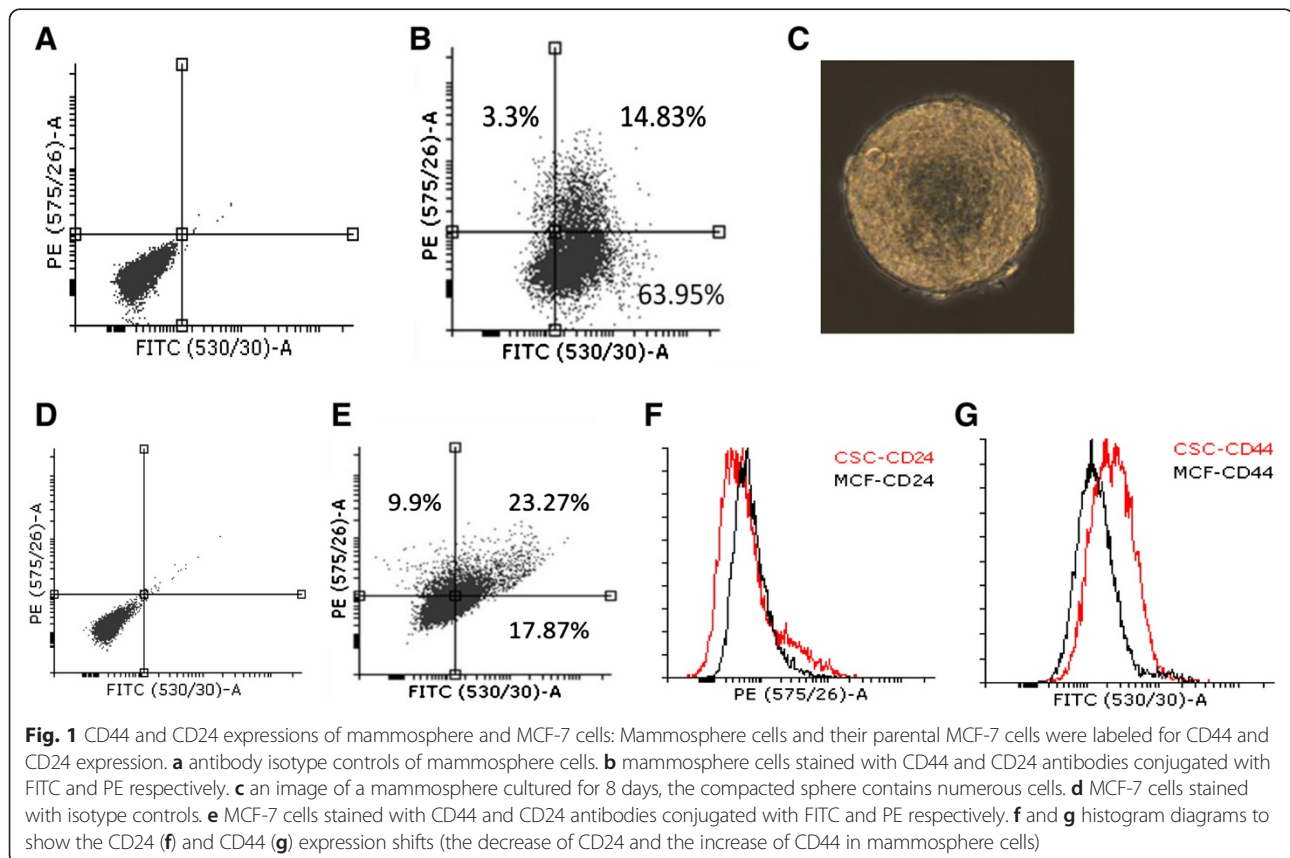 A
B
C
PE (575/26)-A
FITC (530/30)-A
PE (575/26)-A
3.3%
14.83%
63.95%
FITC (530/30)-A
D
E
F
G
PE (575/26)-A
FITC (530/30)-A
PE (575/26)-A
9.9%
23.27%
17.87%
FITC (530/30)-A
CSC-CD24
MCF-CD24
PE (575/26)-A
CSC-CD44
MCF-CD44
FITC (530/30)-A
Fig. 1 CD44 and CD24 expressions of mammosphere and MCF-7 cells: Mammosphere cells and their parental MCF-7 cells were labeled for CD44 and
CD24 expression. a antibody isotype controls of mammosphere cells. b mammosphere cells stained with CD44 and CD24 antibodies conjugated with
FITC and PE respectively. c an image of a mammosphere cultured for 8 days, the compacted sphere contains numerous cells. d MCF-7 cells stained
with isotype controls. e MCF-7 cells stained with CD44 and CD24 antibodies conjugated with FITC and PE respectively. f and g histogram diagrams to
show the CD24 (f) and CD44 (g) expression shifts (the decrease of CD24 and the increase of CD44 in mammosphere cells)